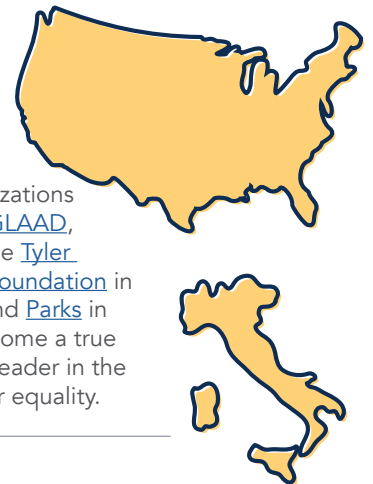 zations
GLAAD,
e Tyler
oundation in
nd Parks in
ome a true
eader in the
r equality.